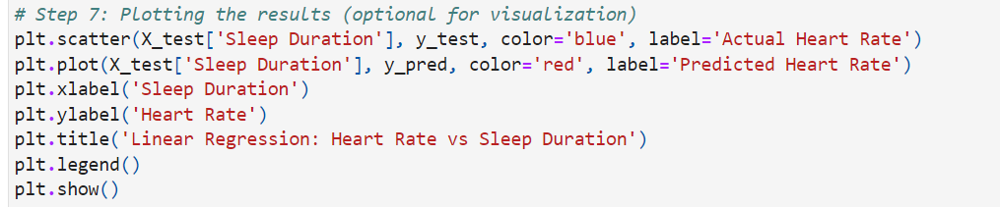 # Step 7: Plotting the results (optional for visualization)
plt.scatter(X_test['Sleep Duration'], y_test, color='blue', label='Actual Heart Rate')
plt.plot(X_test['Sleep Duration'], y_pred, color='red', label='Predicted Heart Rate')
plt.xlabel('Sleep Duration')
plt.ylabel('Heart Rate')
plt.title('Linear Regression: Heart Rate vs Sleep Duration')
plt.legend()
plt.show()